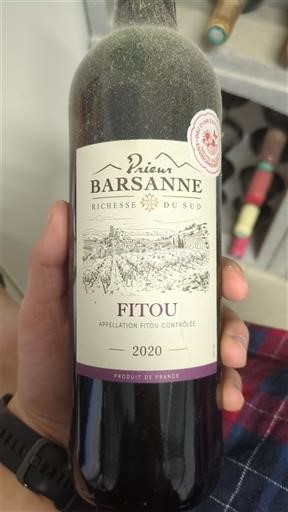 Prieur
BARSANNE
RICHESSE DU SUD
FITOU
APPELLATION FITOU CONTRÔLÉE
2020
PRODUIT DE FRANCE